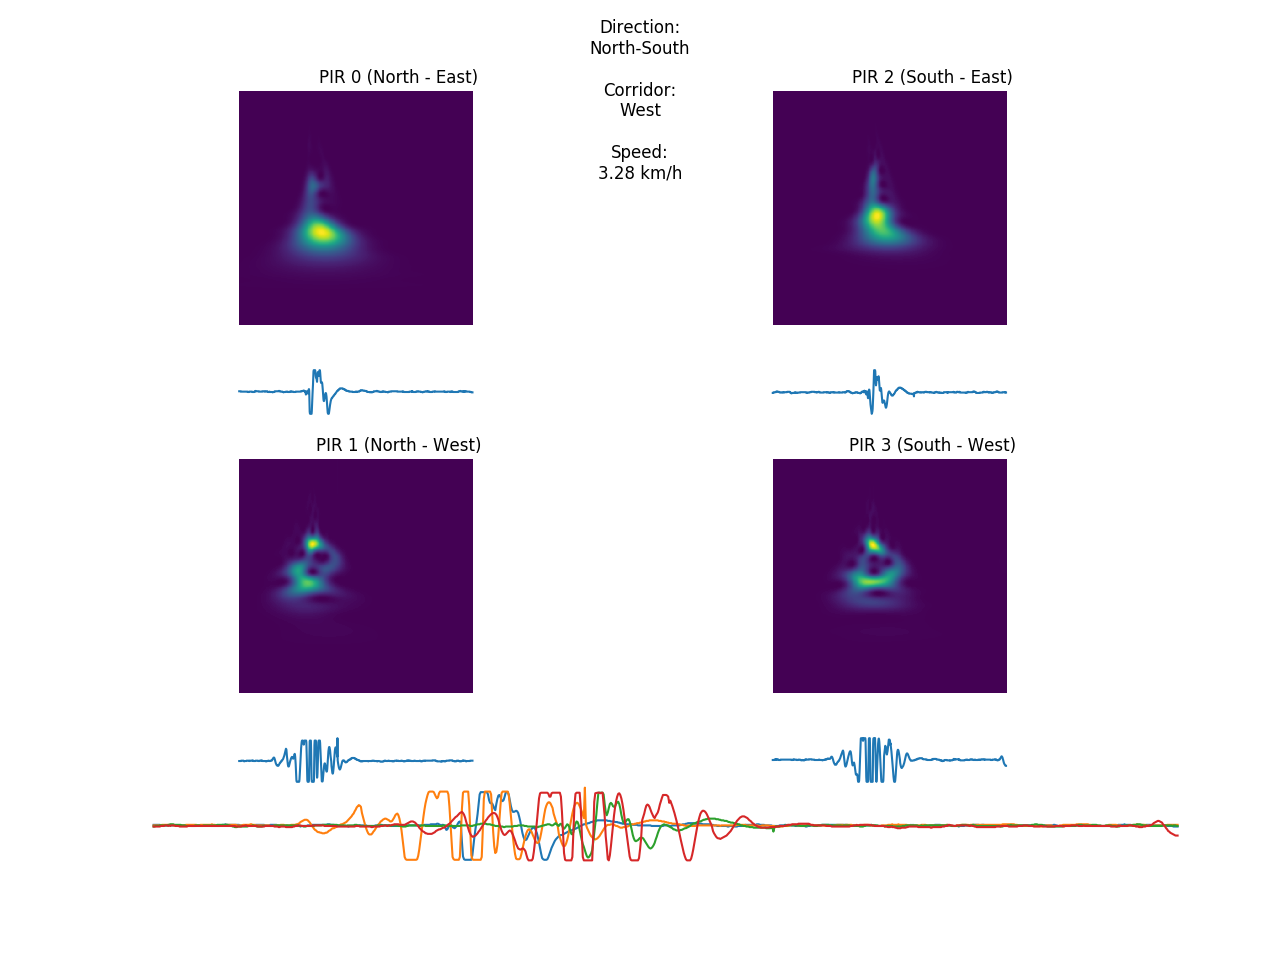 Direction:
North-South
Corridor:
West
Speed:
3.28 km/h
PIR 0 (North - East)
PIR 2 (South - East)
PIR 1 (North - West)
PIR 3 (South - West)